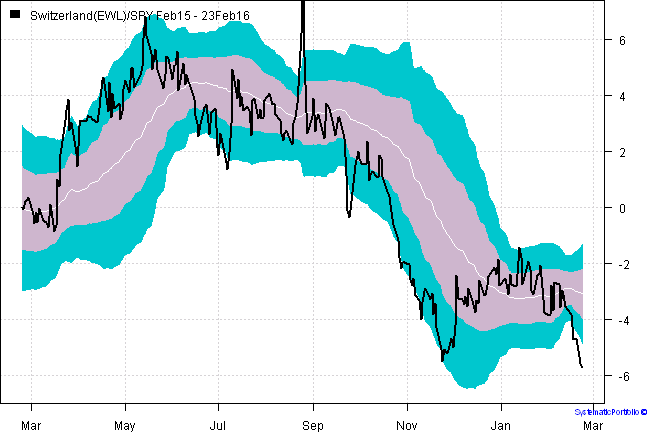 Switzerland(EWL)/SPY Feb15 - 23Feb16
6
4
2
0
-2
-4
-6
SystematicPortfolio ©
Mar May Jul Sep Nov Jan Mar